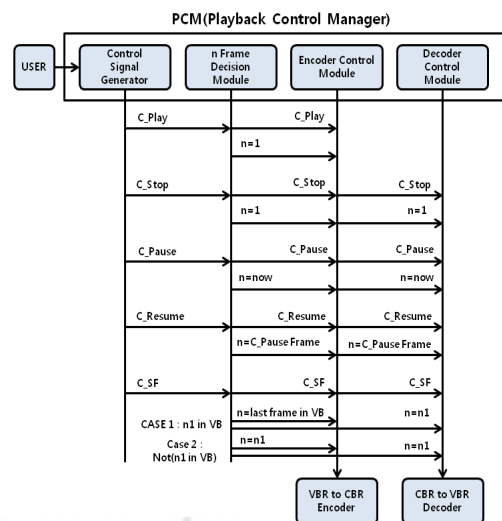 PCM(Playback Control Manager)
USER
Control
Signal
Generator
n Frame
Decision
Module
Encoder Control
Module
Decoder
Control
Module
C_Play
C_Play
n=1
C_Stop
C_Stop
C_Stop
n=1
n=1
C_Pause
C_Pause
C_Pause
n=now
n=now
C_Resume
C_Resume
C_Resume
n=C_Pause Frame
n=C_Pause Frame
C_SF
C_SF
C_SF
n=last frame in VB
n=n1
CASE 1 : n1 in VB
n=n1
Case 2 :
Not(n1 in VB)
n=n1
VBR to CBR
Encoder
CBR to VBR
Decoder